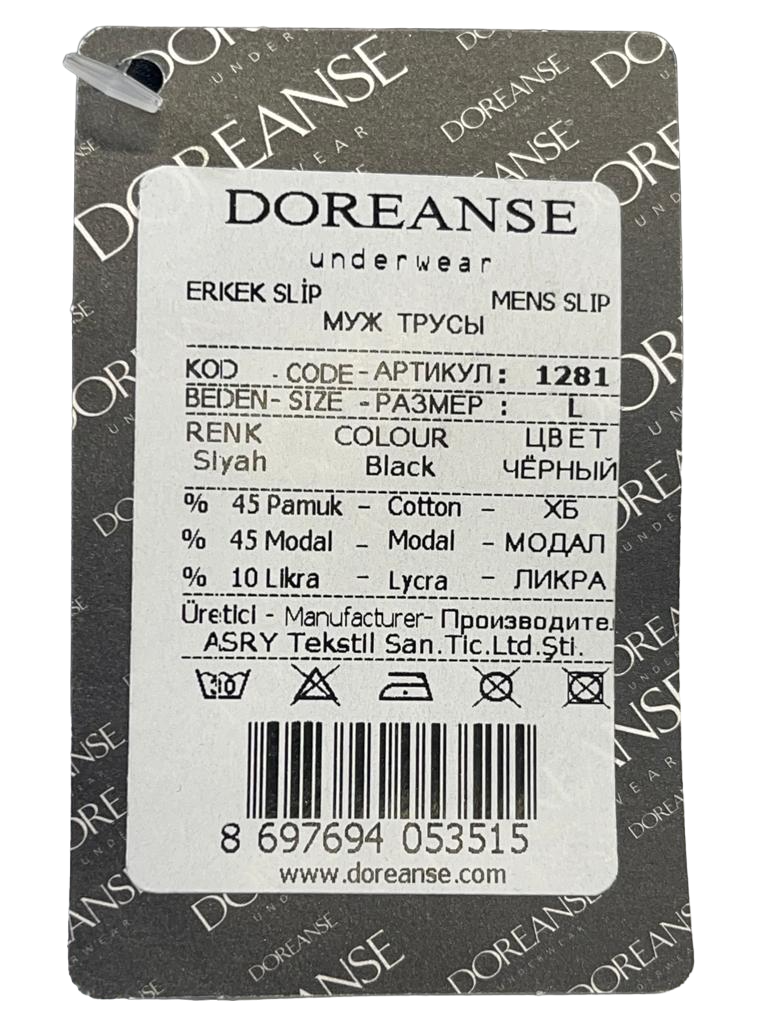 DOREANSE
underwear
ERKEK SLİP MENS SLIP
МУЖ ТРУСЫ
KOD . CODE - АРТИКУЛ : 1281
BEDEN - SIZE - РАЗМЕР : L
RENK COLOUR ЦВЕТ
Siyah Black ЧЁРНЫЙ
% 45 Pamuk - Cotton - ХБ
% 45 Modal - Modal - МОДАЛ
% 10 Likra - Lycra - ЛИКРА
Üretici - Manufacturer- Производител
ASRY Tekstil San.Tic.Ltd.Şti.
30
8 697694 053515
www.doreanse.com